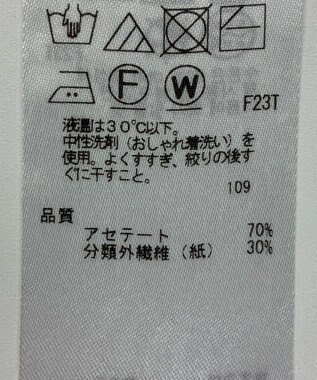 F W
F23T
液温は30℃以下。
中性洗剤(おしゃれ着洗い)を
使用。よくすすぎ、絞りの後す
ぐに干すこと。
109
品質
アセテート 70%
分類外繊維(紙) 30%